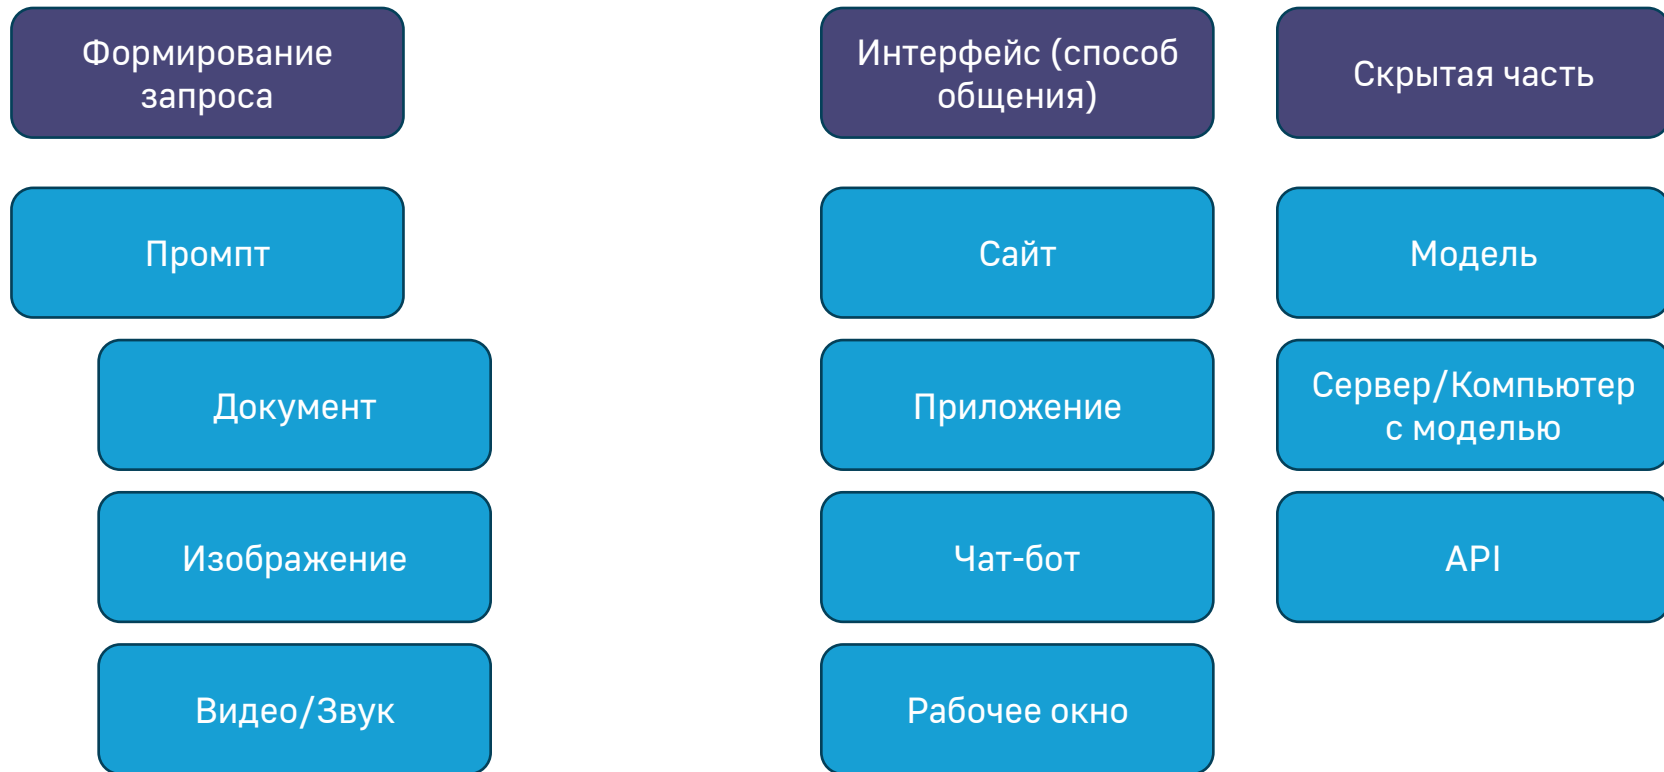 Формирование
запроса
Интерфейс (способ
общения)
Скрытая часть
Промпт
Сайт
Модель
Документ
Приложение
Сервер/Компьютер
с моделью
Изображение
Чат-бот
API
Видео/Звук
Рабочее окно